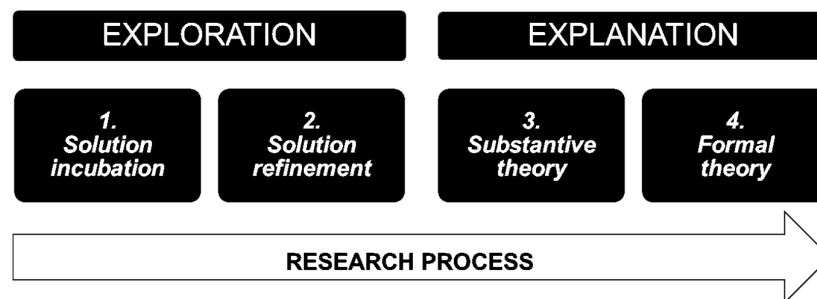 EXPLORATION
EXPLANATION
1.
Solution
incubation
2.
Solution
refinement
3.
Substantive
theory
4.
Formal
theory
RESEARCH PROCESS